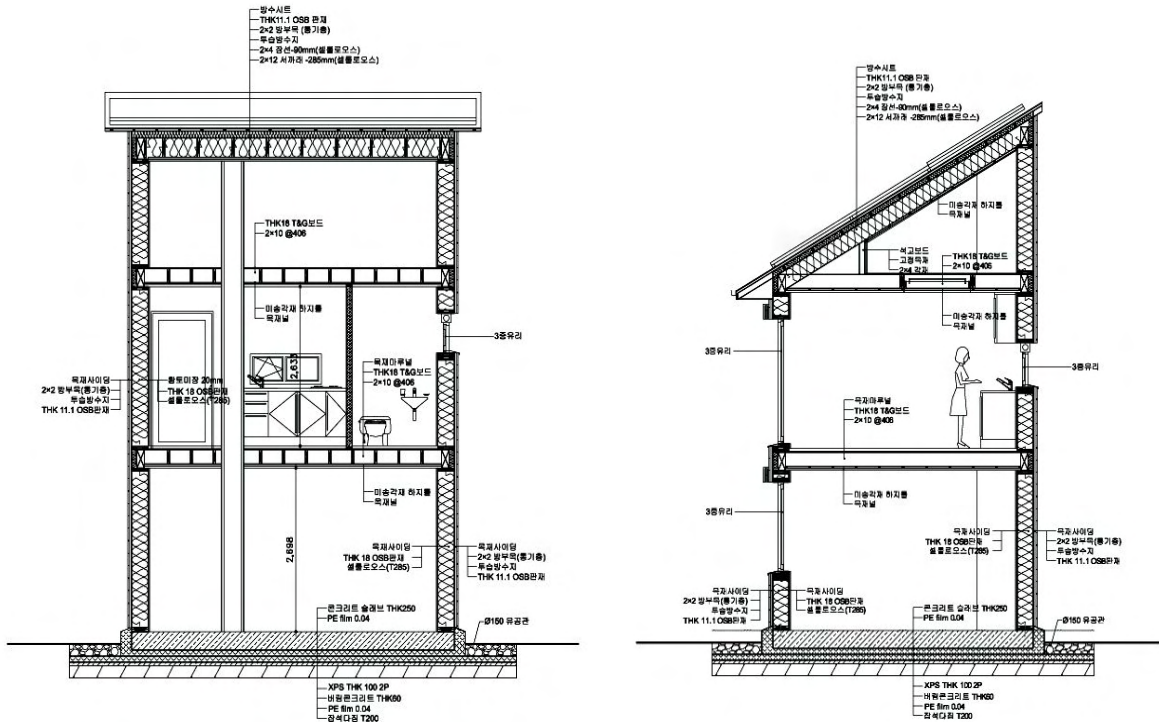 방수시트
THK11.1 OSB 판재
2×2 방부목 (통기층)
투습방수지
2×4 장선-90mm(셀룰로오스)
2×12 서까래 -285mm(셀룰로오스)
THK18 T&G보드
2×10 @406
미송각재 하지틀
목재널
3중유리
2,633
목재마루널
THK18 T&G보드
2×10 @406
목재사이딩
2×2 방부목(통기층)
투습방수지
THK 11.1 OSB판재
황토미장 20mm
THK 18 OSB판재
셀룰로오스(T285)
미송각재 하지틀
목재널
2,698
목재사이딩
THK 18 OSB판재
셀룰로오스(T285)
목재사이딩
2×2 방부목(통기층)
투습방수지
THK 11.1 OSB판재
콘크리트 슬래브 THK250
PE film 0.04
Ø150 유공관
XPS THK 100 2P
버림콘크리트 THK60
PE film 0.04
잡석다짐 T200
방수시트
THK11.1 OSB 판재
2×2 방부목 (통기층)
투습방수지
2×4 장선-90mm(셀룰로오스)
2×12 서까래 -285mm(셀룰로오스)
미송각재 하지틀
목재널
석고보드
고정목재
2×4 각재
THK18 T&G보드
2×10 @406
미송각재 하지틀
목재널
3중유리
3중유리
목재마루널
THK18 T&G보드
2×10 @406
미송각재 하지틀
목재널
3중유리
목재사이딩
THK 18 OSB판재
셀룰로오스(T285)
목재사이딩
2×2 방부목(통기층)
투습방수지
THK 11.1 OSB판재
목재사이딩
2×2 방부목(통기층)
투습방수지
THK 11.1 OSB판재
목재사이딩
THK 18 OSB판재
셀룰로오스(T285)
콘크리트 슬래브 THK250
PE film 0.04
Ø150 유공관
XPS THK 100 2P
버림콘크리트 THK60
PE film 0.04
잡석다짐 T200